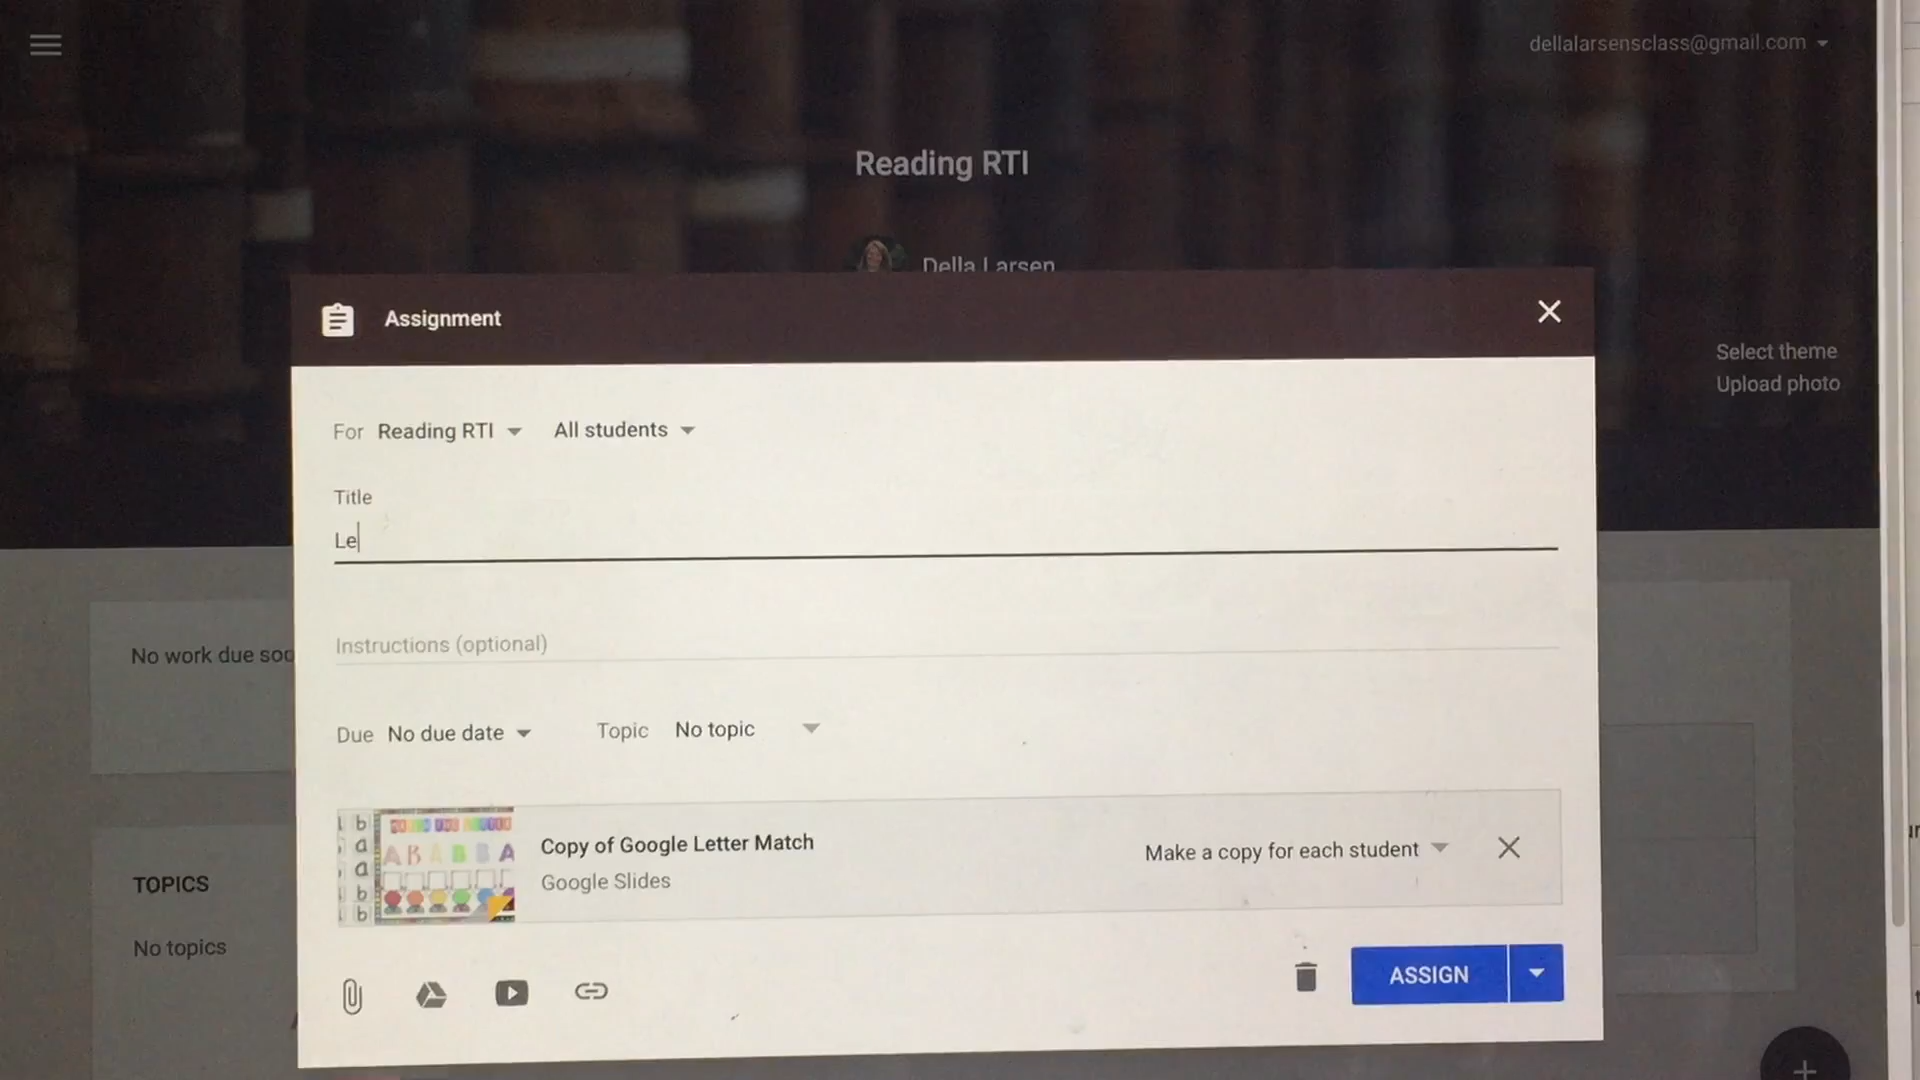 dellalarsensclass@gmail.com
Reading RTI
Della Larsen
Assignment
Select theme
Upload photo
For Reading RTI All students
Title
Le
Instructions (optional)
No work due soo
Due No due date Topic No topic
Copy of Google Letter Match
Google Slides
Make a copy for each student
TOPICS
No topics
ASSIGN